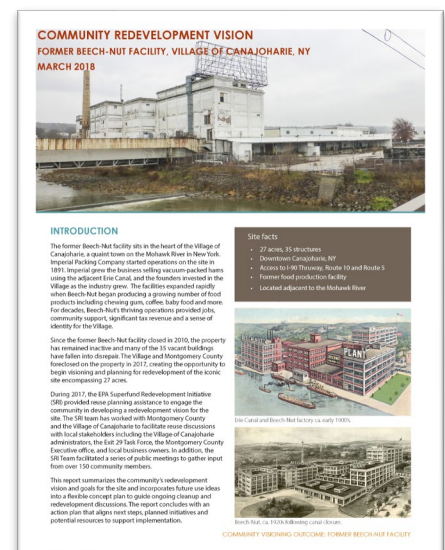 COMMUNITY REDEVELOPMENT VISION
FORMER BEECH-NUT FACILITY, VILLAGE OF CANAJOHARIE, NY
MARCH 2018
INTRODUCTION
The former Beech-Nut facility sits in the heart of the Village of
Canajoharie, a quaint town on the Mohawk River in New York.
Imperial Packing Company started operations on the site in
1891. Imperial grew the business selling vacuum-packed hams
using the adjacent Erie Canal, and the founders invested in the
Village as the industry grew. The facilities expanded rapidly
when Beech-Nut began producing a growing number of food
products including chewing gum, coffee, baby food and more.
For decades, Beech-Nut's thriving operations provided jobs,
community support, significant tax revenue and a sense of
identity for the Village.
Since the former Beech-Nut facility closed in 2010, the property
has remained inactive and many of the 35 vacant buildings
have fallen into disrepair. The Village and Montgomery County
foreclosed on the property in 2017, creating the opportunity to
begin visioning and planning for redevelopment of the iconic
site encompassing 27 acres.
During 2017, the EPA Superfund Redevelopment Initiative
(SRI) provided reuse planning assistance to engage the
community in developing a redevelopment vision for the
site. The SRI team has worked with Montgomery County
and the Village of Canajoharie to facilitate reuse discussions
with local stakeholders including the Village of Canajoharie
administrators, the Exit 29 Task Force, the Montgomery County
Executive office, and local business owners. In addition, the
SRI Team facilitated a series of public meetings to gather input
from over 150 community members.
This report summarizes the community's redevelopment
vision and goals for the site and incorporates future use ideas
into a flexible concept plan to guide ongoing cleanup and
redevelopment discussions. The report concludes with an
action plan that aligns next steps, planned initiatives and
potential resources to support implementation.
Site facts
• 27 acres, 35 structures
• Downtown Canajoharie, NY
• Access to I-90 Thruway, Route 10 and Route 5
• Former food production facility
• Located adjacent to the Mohawk River
PLANT
Erie Canal and Beech-Nut factory ca. early 1900's.
Beech-Nut, ca. 1920s following canal closure.
COMMUNITY VISIONING OUTCOME: FORMER BEECH-NUT FACILITY